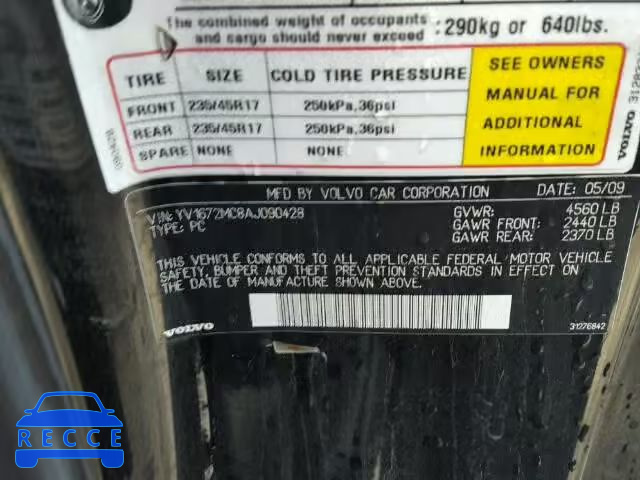 The combined weight of occupants and cargo should never exceed : 290kg or 640lbs.
TIRE SIZE COLD TIRE PRESSURE
FRONT 235/45R17 250kPa,36psi
REAR 235/45R17 250kPa,36psi
SPARE NONE NONE
SEE OWNERS
MANUAL FOR
ADDITIONAL
INFORMATION
VOLVO
MFD BY VOLVO CAR CORPORATION DATE: 05/09
VIN: YV1672MC8AJ090428 GVWR: 4560 LB
TYPE: PC GAWR FRONT: 2440 LB
GAWR REAR: 2370 LB
THIS VEHICLE CONFORMS TO ALL APPLICABLE FEDERAL MOTOR VEHICLE
SAFETY, BUMPER AND THEFT PREVENTION STANDARDS IN EFFECT ON
THE DATE OF MANUFACTURE SHOWN ABOVE.
VOLVO 31276842
RECCE